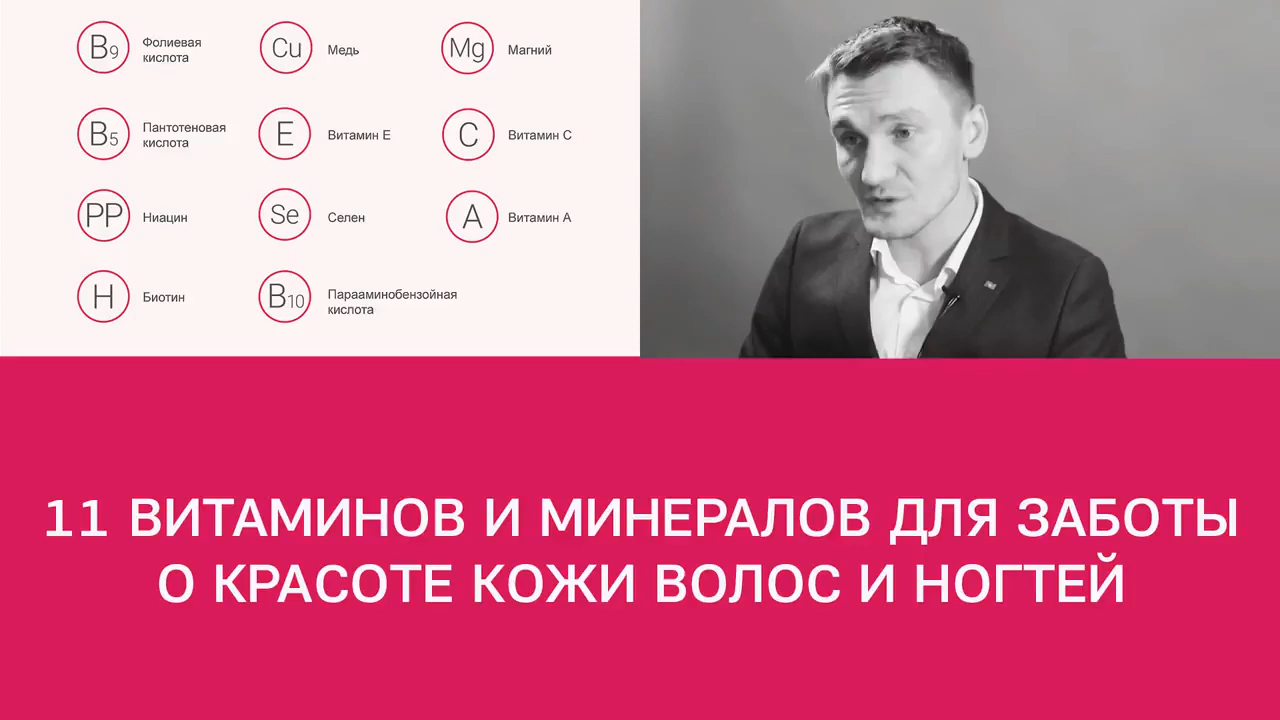 B9 Фолиевая
кислота
Cu Медь
Mg Магний
B5 Пантотеновая
кислота
E Витамин Е
C Витамин С
PP Ниацин
Se Селен
A Витамин А
H Биотин
B10 Парааминобензойная
кислота
11 ВИТАМИНОВ И МИНЕРАЛОВ ДЛЯ ЗАБОТЫ
О КРАСОТЕ КОЖИ ВОЛОС И НОГТЕЙ